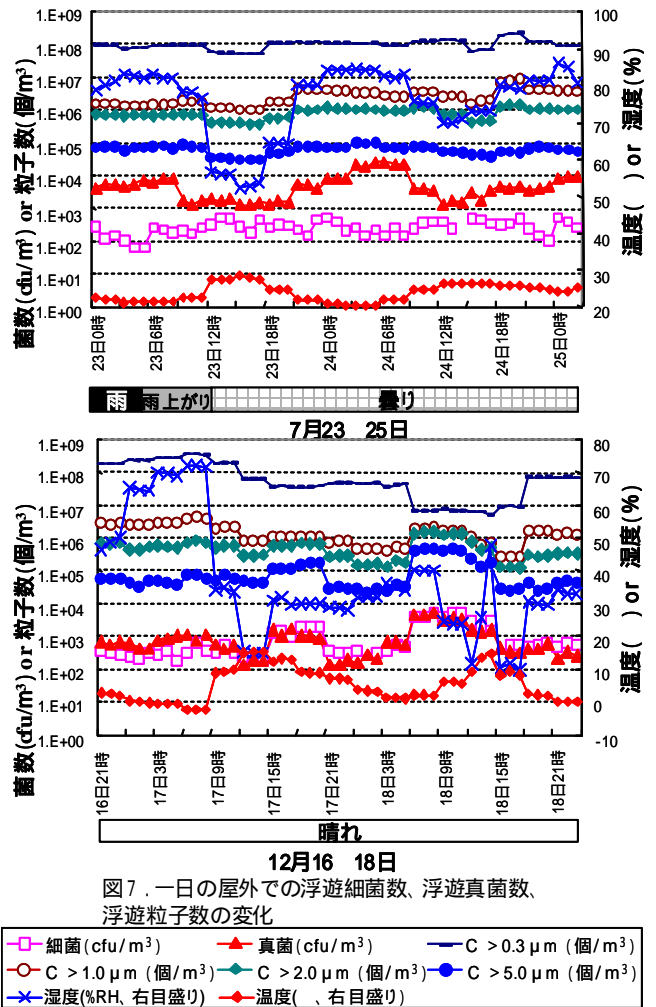 菌数(cfu/m³) or 粒子数(個/m³)
1.E+09
1.E+08
1.E+07
1.E+06
1.E+05
1.E+04
1.E+03
1.E+02
1.E+01
1.E+00
100
90
80
70
60
50
40
30
20
温度( ) or 湿度(%)
23日0時
23日6時
23日12時
23日18時
24日0時
24日6時
24日12時
24日18時
25日0時
雨 雨上がり 曇り
7月23 25日
菌数(cfu/m³) or 粒子数(個/m³)
1.E+09
1.E+08
1.E+07
1.E+06
1.E+05
1.E+04
1.E+03
1.E+02
1.E+01
1.E+00
80
70
60
50
40
30
20
10
0
-10
温度( ) or 湿度(%)
16日21時
17日3時
17日9時
17日15時
17日21時
18日3時
18日9時
18日15時
18日21時
晴れ
12月16 18日
図7.一日の屋外での浮遊細菌数、浮遊真菌数、
浮遊粒子数の変化
細菌(cfu/m³) 真菌(cfu/m³) C >0.3μm (個/m³)
C >1.0μm (個/m³) C >2.0μm (個/m³) C >5.0μm (個/m³)
湿度(%RH、右目盛り) 温度( 、右目盛り)